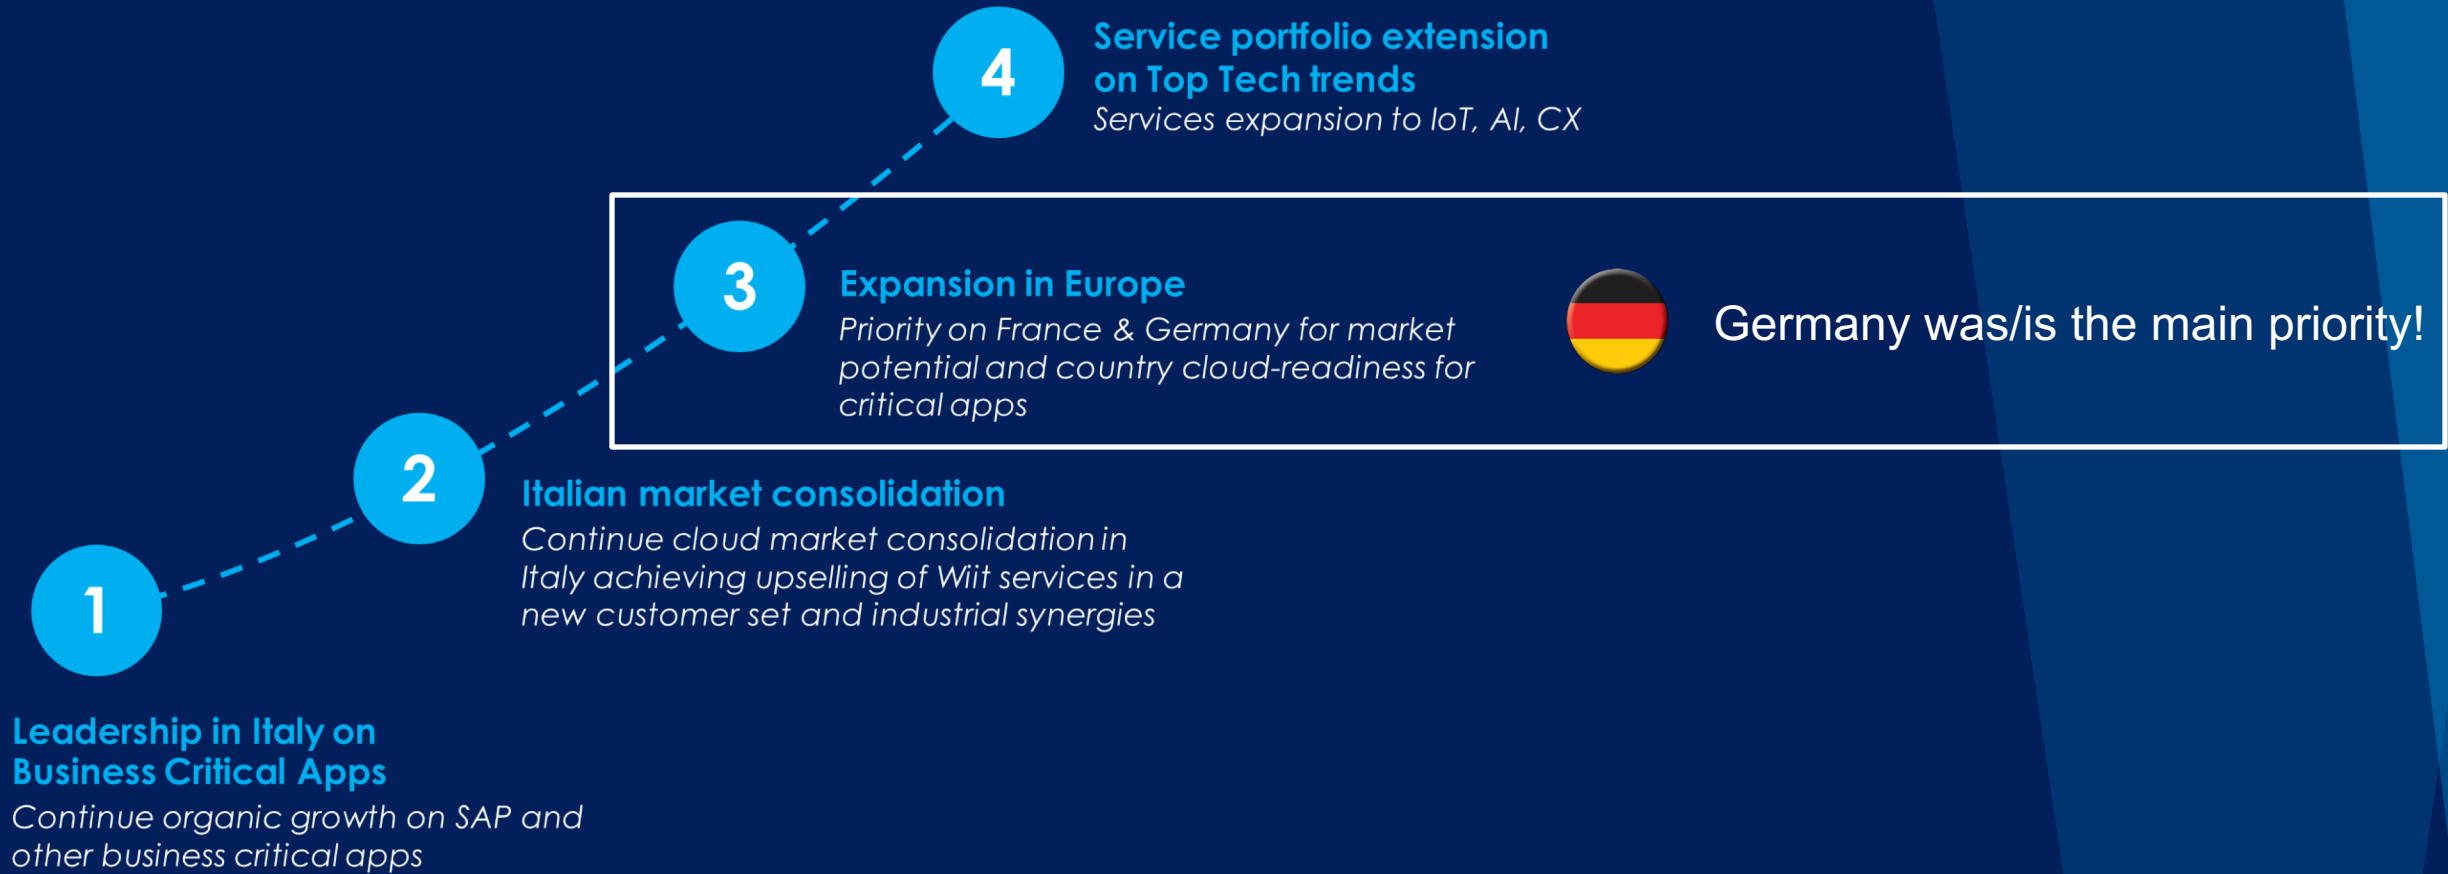 4
Service portfolio extension
on Top Tech trends
Services expansion to IoT, AI, CX
3
Expansion in Europe
Priority on France & Germany for market
potential and country cloud-readiness for
critical apps
Germany was/is the main priority!
2
Italian market consolidation
Continue cloud market consolidation in
Italy achieving upselling of Wiit services in a
new customer set and industrial synergies
1
Leadership in Italy on
Business Critical Apps
Continue organic growth on SAP and
other business critical apps